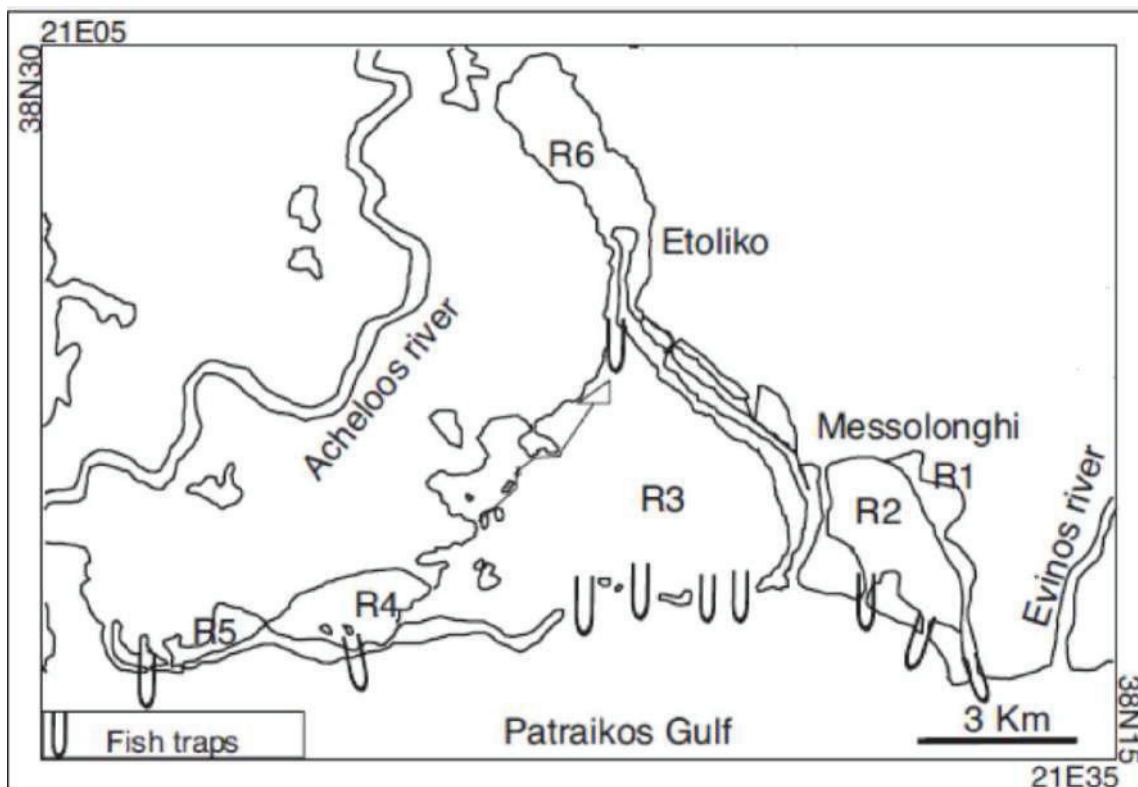 21E05
38N30
R6
Etoliko
Acheloos river
Messolonghi
R1
R2
R3
Evinos river
R4
R5
Patraikos Gulf
3 Km
38N15
Fish traps
21E35